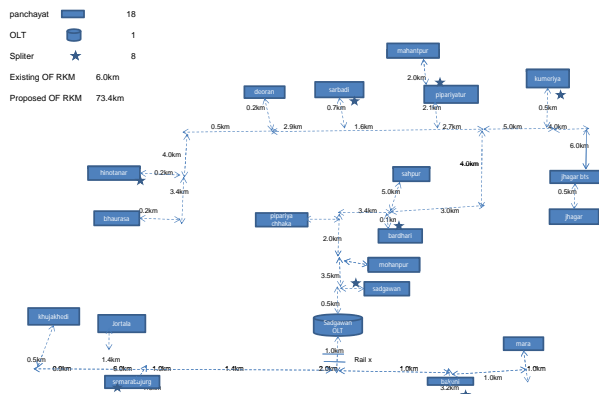 panchayat 18
OLT 1
Spliter 8
Existing OF RKM 6.0km
Proposed OF RKM 73.4km
mahantpur
2.0km
kumeriya
deoran
sarbadi
pipariyatur
0.2km
0.7km
2.1km
0.5km
0.5km
2.9km
1.6km
2.7km
5.0km
4.0km
4.0km
6.0km
4.0km
hinotanar
0.2km
sahpur
jhagar bts
3.4km
5.0km
0.5km
bhaurasa
0.2km
pipariya
chhaka
3.4km
0.1km
3.0km
jhagar
bardhari
2.0km
mohanpur
3.5km
sadgawan
0.5km
khujakhedi
Jortala
Sedgawan
OLT
mara
1.0km
0.5km
1.4km
Rail x
0.9km
6.0km
1.0km
1.4km
2.0km
1.0km
1.0km
1.0km
3.2km